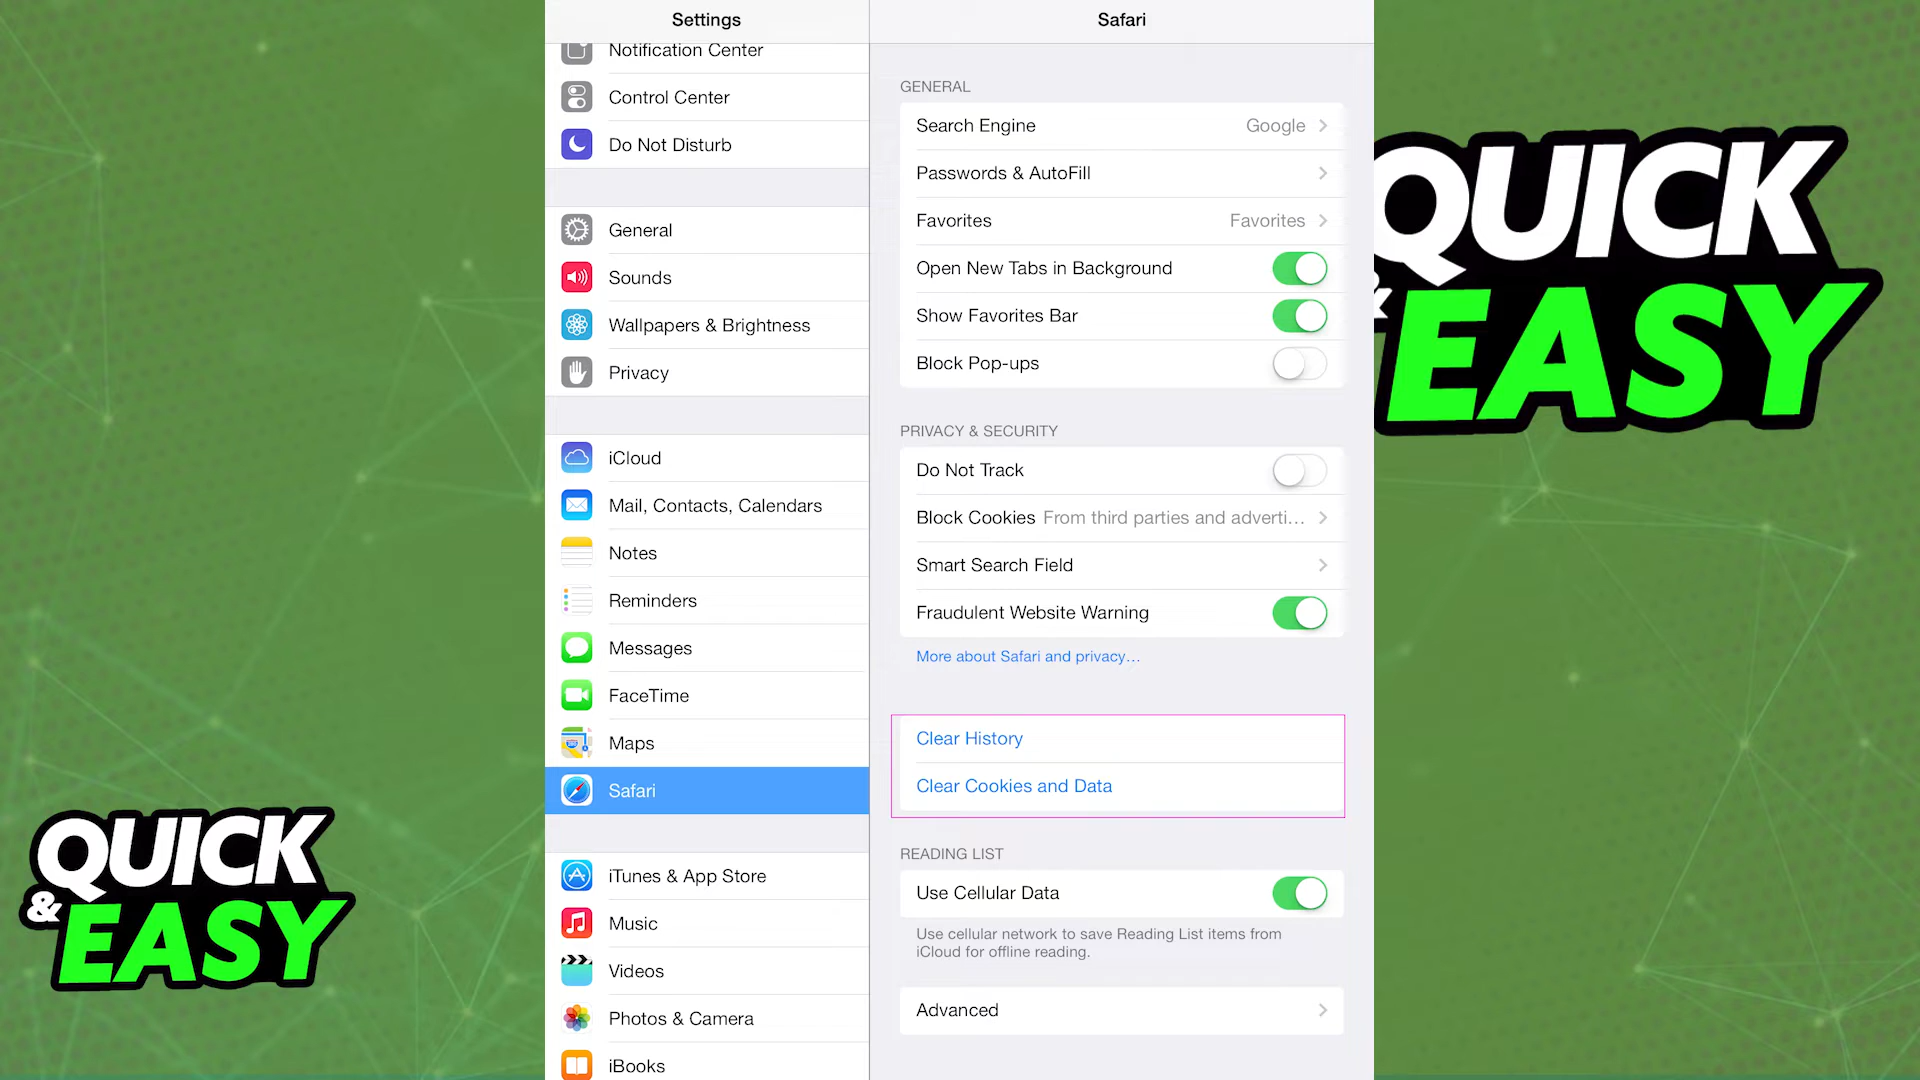 Settings
Notification Center
Control Center
Do Not Disturb
General
Sounds
Wallpapers & Brightness
Privacy
iCloud
Mail, Contacts, Calendars
Notes
Reminders
Messages
FaceTime
Maps
Safari
iTunes & App Store
Music
Videos
Photos & Camera
iBooks
Safari
GENERAL
Search Engine Google
Passwords & AutoFill
Favorites Favorites
Open New Tabs in Background
Show Favorites Bar
Block Pop-ups
PRIVACY & SECURITY
Do Not Track
Block Cookies From third parties and adverti...
Smart Search Field
Fraudulent Website Warning
More about Safari and privacy...
Clear History
Clear Cookies and Data
READING LIST
Use Cellular Data
Use cellular network to save Reading List items from
iCloud for offline reading.
Advanced
QUICK
& EASY
QUICK
& EASY